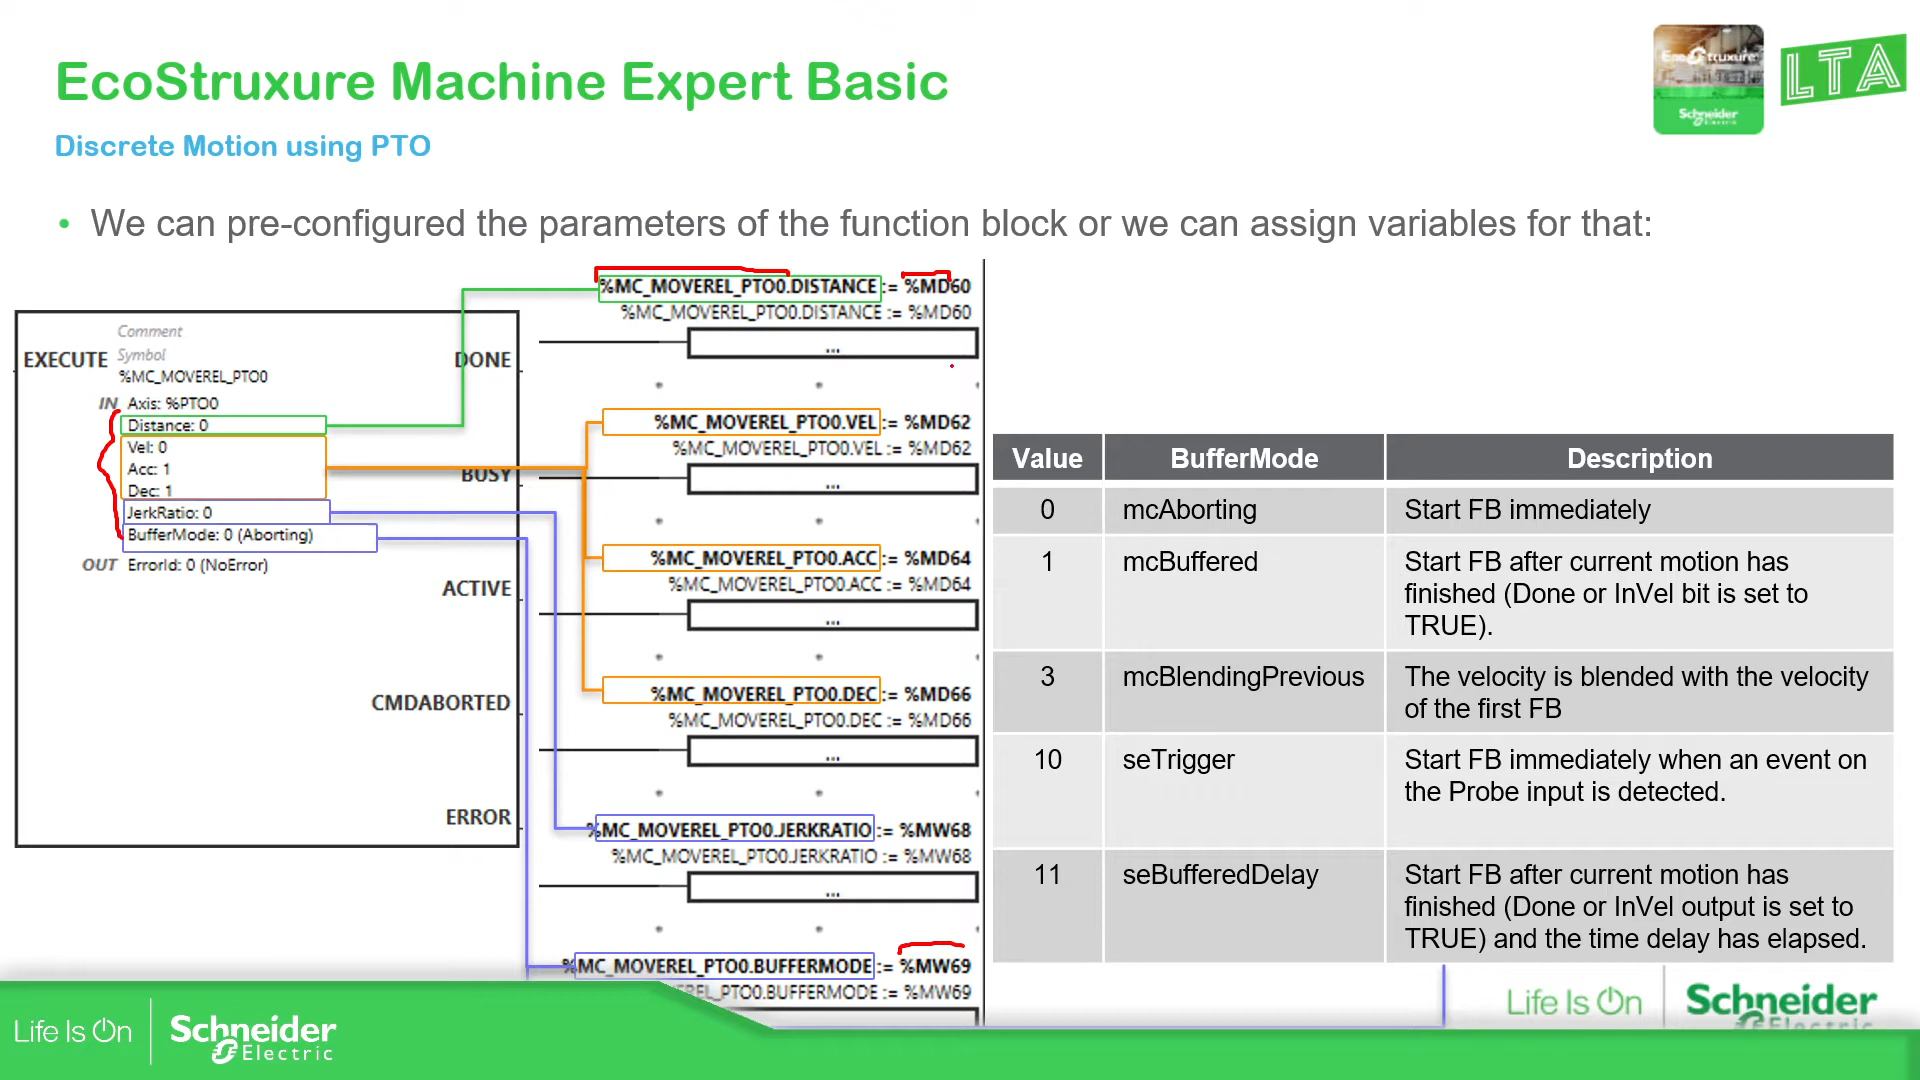 EcoStruxure Machine Expert Basic
Discrete Motion using PTO
EcoStruxure
Schneider
Electric
LTA
• We can pre-configured the parameters of the function block or we can assign variables for that:
Comment
Symbol
%MC_MOVEREL_PTO0
EXECUTE
DONE
IN Axis: %PTO0
Distance: 0
Vel: 0
Acc: 1
Dec: 1
JerkRatio: 0
BufferMode: 0 (Aborting)
OUT ErrorId: 0 (NoError)
BUSY
ACTIVE
CMDABORTED
ERROR
%MC_MOVEREL_PTO0.DISTANCE := %MD60
%MC_MOVEREL_PTO0.DISTANCE := %MD60
...
%MC_MOVEREL_PTO0.VEL := %MD62
%MC_MOVEREL_PTO0.VEL := %MD62
...
%MC_MOVEREL_PTO0.ACC := %MD64
%MC_MOVEREL_PTO0.ACC := %MD64
...
%MC_MOVEREL_PTO0.DEC := %MD66
%MC_MOVEREL_PTO0.DEC := %MD66
...
%MC_MOVEREL_PTO0.JERKRATIO := %MW68
%MC_MOVEREL_PTO0.JERKRATIO := %MW68
...
%MC_MOVEREL_PTO0.BUFFERMODE := %MW69
REL_PTO0.BUFFERMODE := %MW69
Value BufferMode Description
0 mcAborting Start FB immediately
1 mcBuffered Start FB after current motion has
finished (Done or InVel bit is set to
TRUE).
3 mcBlendingPrevious The velocity is blended with the velocity
of the first FB
10 seTrigger Start FB immediately when an event on
the Probe input is detected.
11 seBufferedDelay Start FB after current motion has
finished (Done or InVel output is set to
TRUE) and the time delay has elapsed.
Life Is On
Schneider
Electric
Life Is On
Schneider
Electric